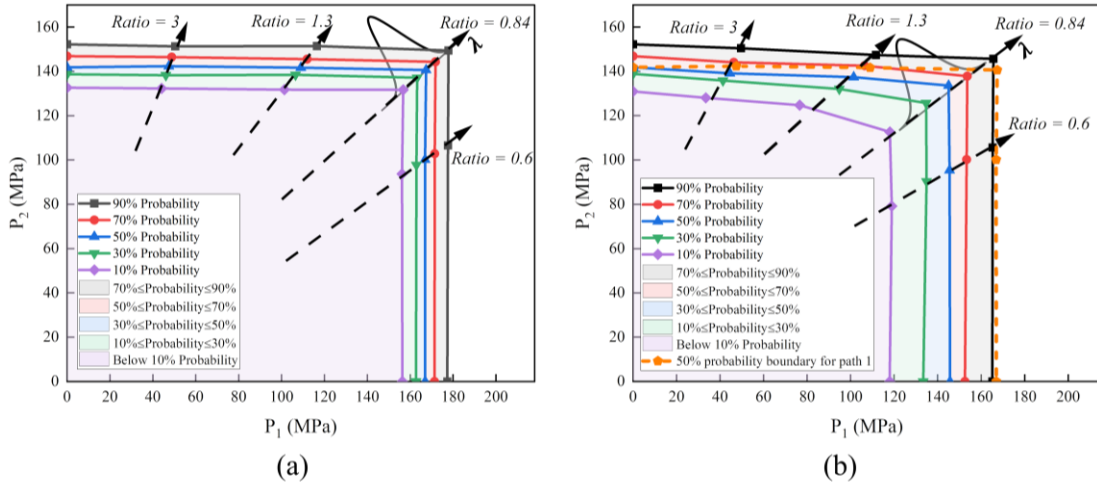 Ratio = 3
Ratio = 1.3
Ratio = 0.84
λ
Ratio = 0.6
P2 (MPa)
160
140
120
100
80
60
40
20
0
90% Probability
70% Probability
50% Probability
30% Probability
10% Probability
70%≤Probability≤90%
50%≤Probability≤70%
30%≤Probability≤50%
10%≤Probability≤30%
Below 10% Probability
0 20 40 60 80 100 120 140 160 180 200
P1 (MPa)
(a)
Ratio = 3
Ratio = 1.3
Ratio = 0.84
λ
Ratio = 0.6
P2 (MPa)
160
140
120
100
80
60
40
20
0
90% Probability
70% Probability
50% Probability
30% Probability
10% Probability
70%≤Probability≤90%
50%≤Probability≤70%
30%≤Probability≤50%
10%≤Probability≤30%
Below 10% Probability
50% probability boundary for path 1
0 20 40 60 80 100 120 140 160 180 200
P1 (MPa)
(b)